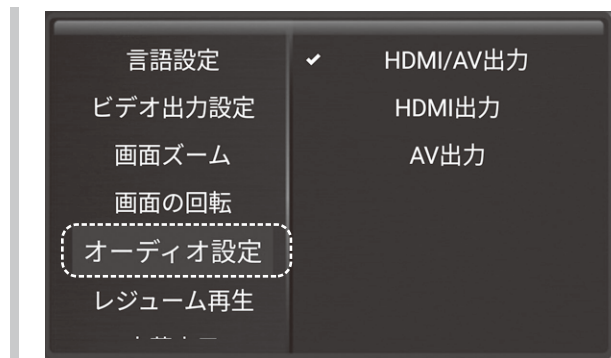 言語設定
ビデオ出力設定
画面ズーム
画面の回転
オーディオ設定
レジューム再生
✔ HDMI/AV出力
HDMI出力
AV出力